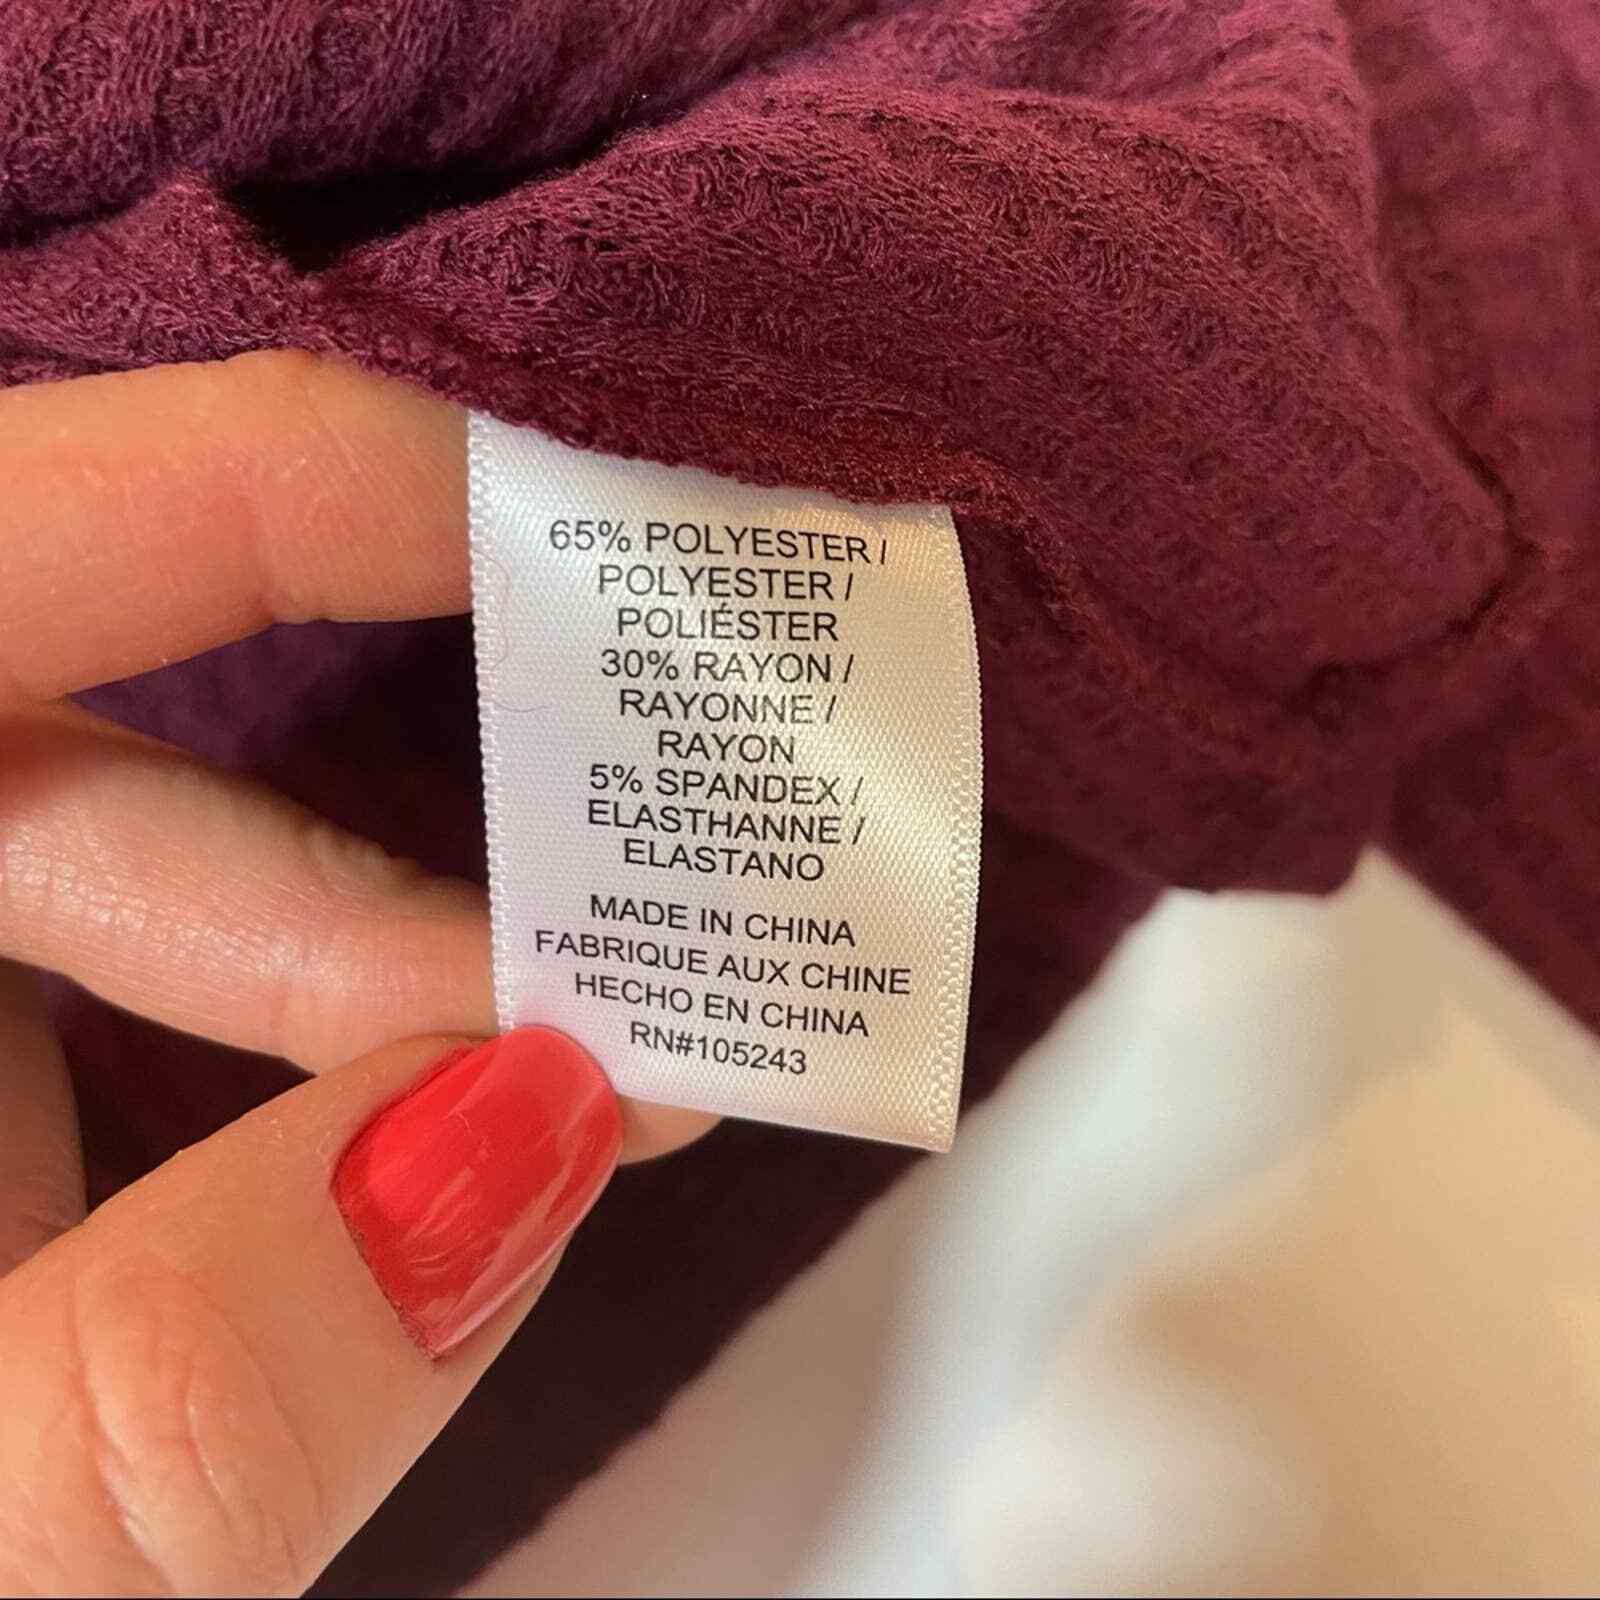 65% POLYESTER /
POLYESTER /
POLIÉSTER
30% RAYON /
RAYONNE /
RAYON
5% SPANDEX /
ELASTHANNE /
ELASTANO
MADE IN CHINA
FABRIQUE AUX CHINE
HECHO EN CHINA
RN#105243